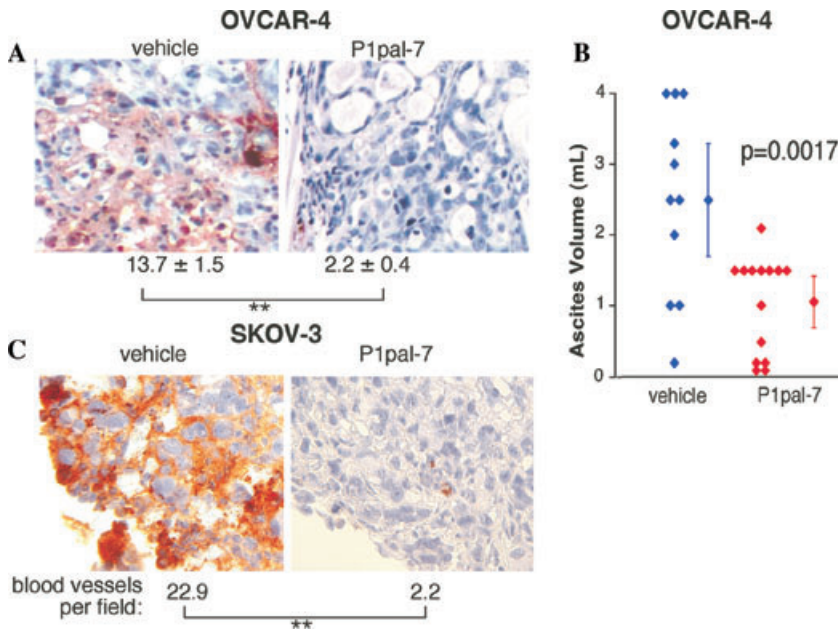 OVCAR-4
A
vehicle
P1pal-7
13.7 ± 1.5
2.2 ± 0.4
**
OVCAR-4
B
Ascites Volume (mL)
4
3
2
1
0
p=0.0017
vehicle
P1pal-7
SKOV-3
C
vehicle
P1pal-7
blood vessels
per field:
22.9
2.2
**